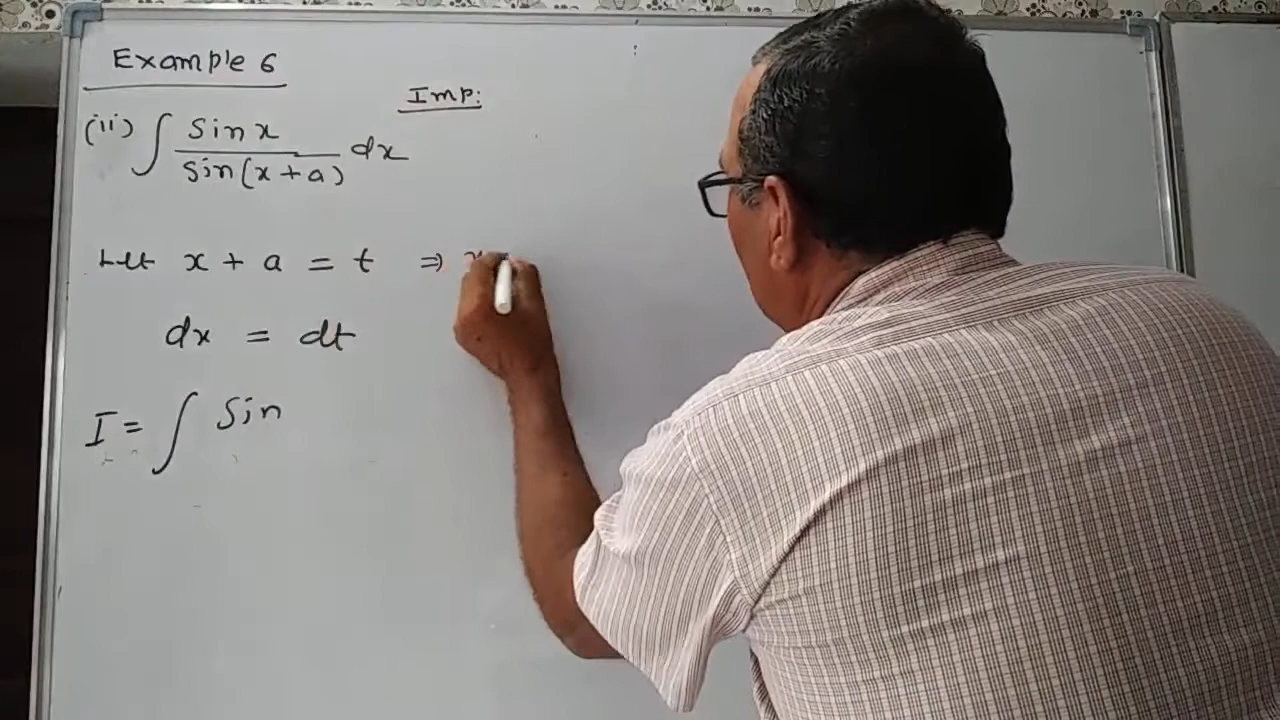 Example 6
Imp:
(ii) ∫ Sin x / Sin(x + a) dx
Let x + a = t ⇒ x
dx = dt
I = ∫ Sin